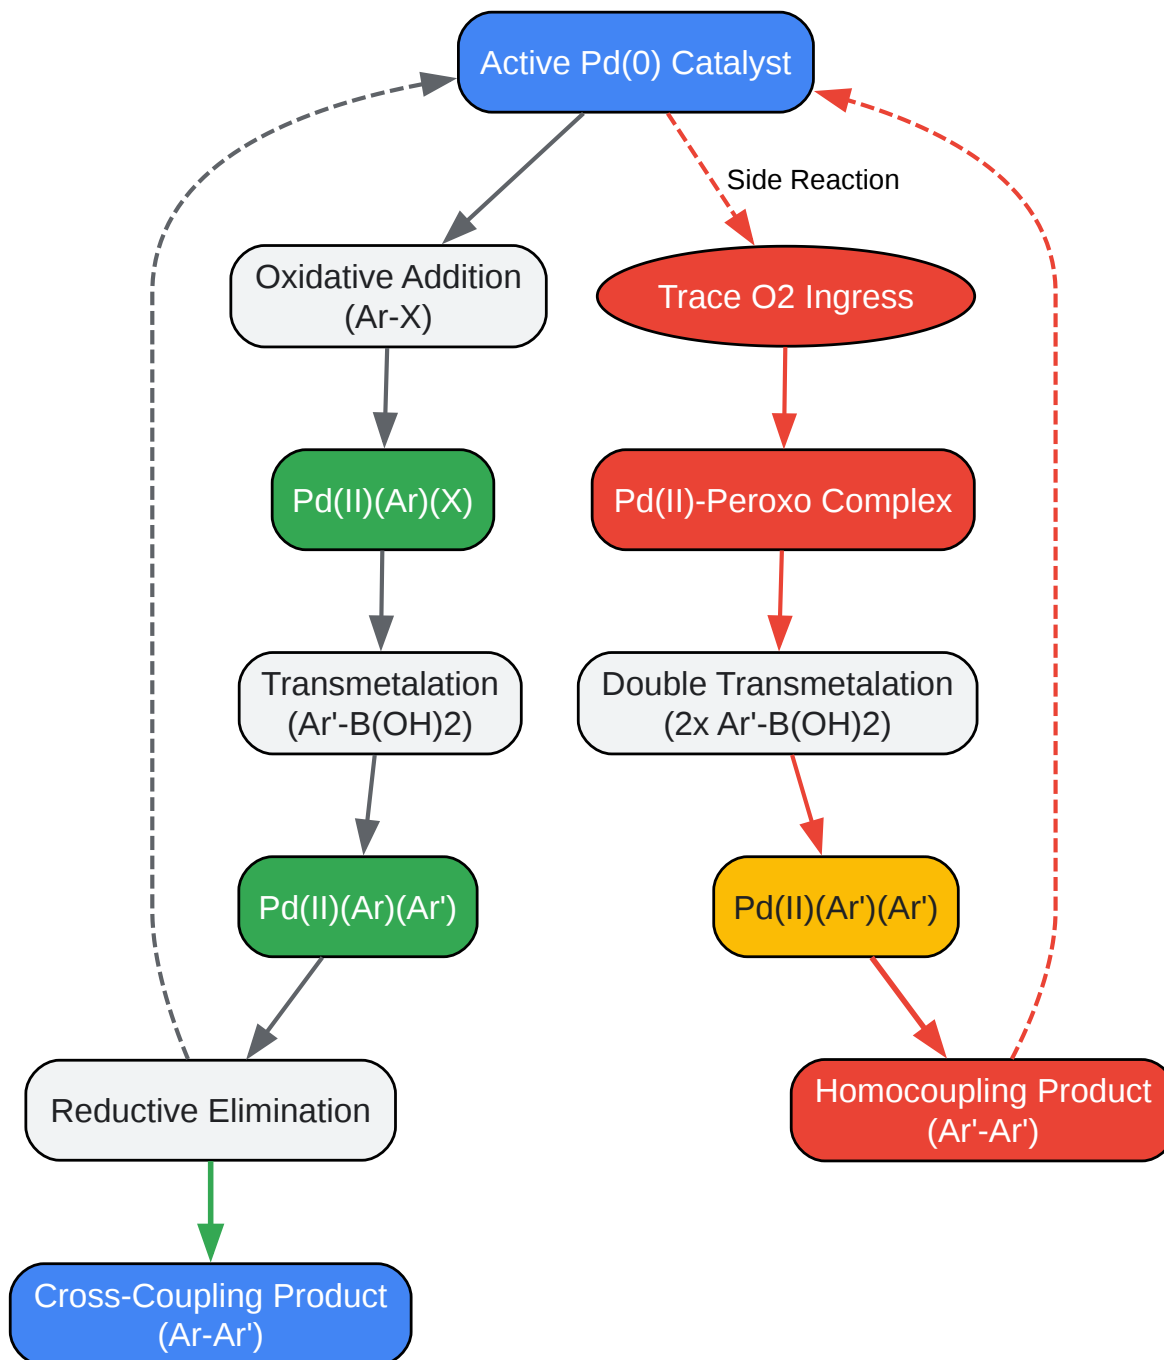 Active Pd(0) Catalyst
Side Reaction
Oxidative Addition
(Ar-X)
Trace O2 Ingress
Pd(II)(Ar)(X)
Pd(II)-Peroxo Complex
Transmetalation
(Ar'-B(OH)2)
Double Transmetalation
(2x Ar'-B(OH)2)
Pd(II)(Ar)(Ar')
Pd(II)(Ar')(Ar')
Reductive Elimination
Homocoupling Product
(Ar'-Ar')
Cross-Coupling Product
(Ar-Ar')